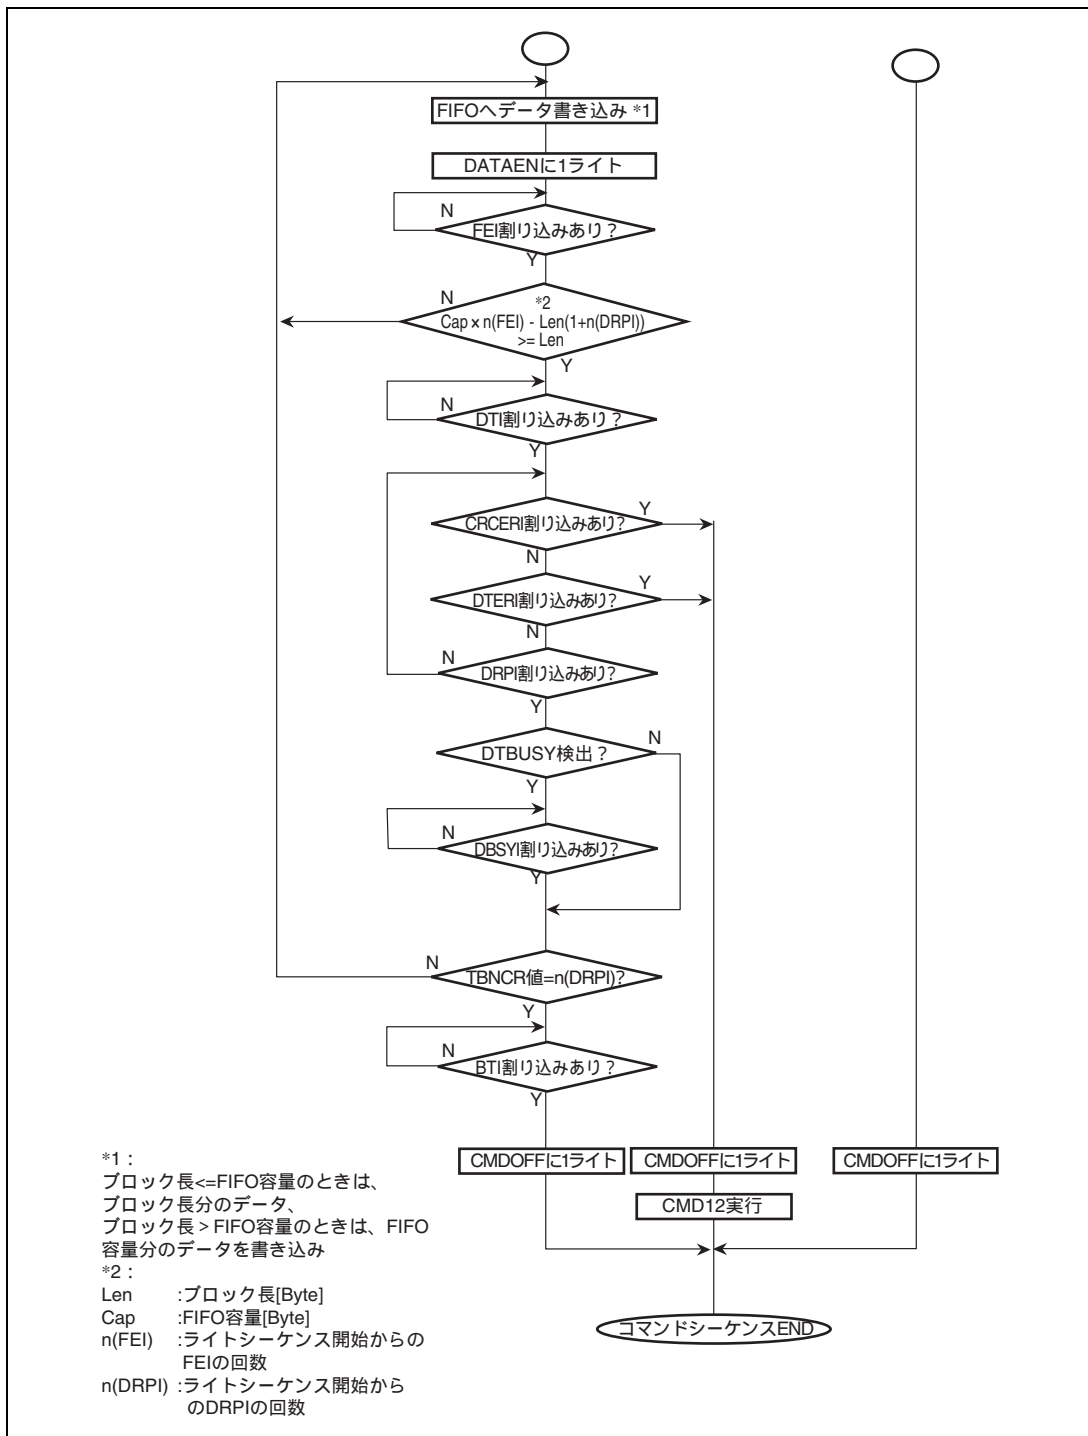 FIFOへデータ書き込み *1
DATAENに1ライト
N
FEI割り込みあり？
Y
N
*2
Cap x n(FEI) - Len(1+n(DRPI))
>= Len
Y
N
DTI割り込みあり？
Y
CRCERI割り込みあり?
Y
N
DTERI割り込みあり?
Y
N
N
DRPI割り込みあり?
Y
DTBUSY検出？
N
Y
N
DBSYI割り込みあり?
Y
N
TBNCR値=n(DRPI)?
Y
N
BTI割り込みあり？
Y
CMDOFFに1ライト
CMDOFFに1ライト
CMDOFFに1ライト
CMD12実行
コマンドシーケンスEND
*1：
ブロック長<=FIFO容量のときは、
ブロック長分のデータ、
ブロック長 > FIFO容量のときは、FIFO
容量分のデータを書き込み
*2：
Len :ブロック長[Byte]
Cap :FIFO容量[Byte]
n(FEI) :ライトシーケンス開始からの
FEIの回数
n(DRPI) :ライトシーケンス開始から
のDRPIの回数